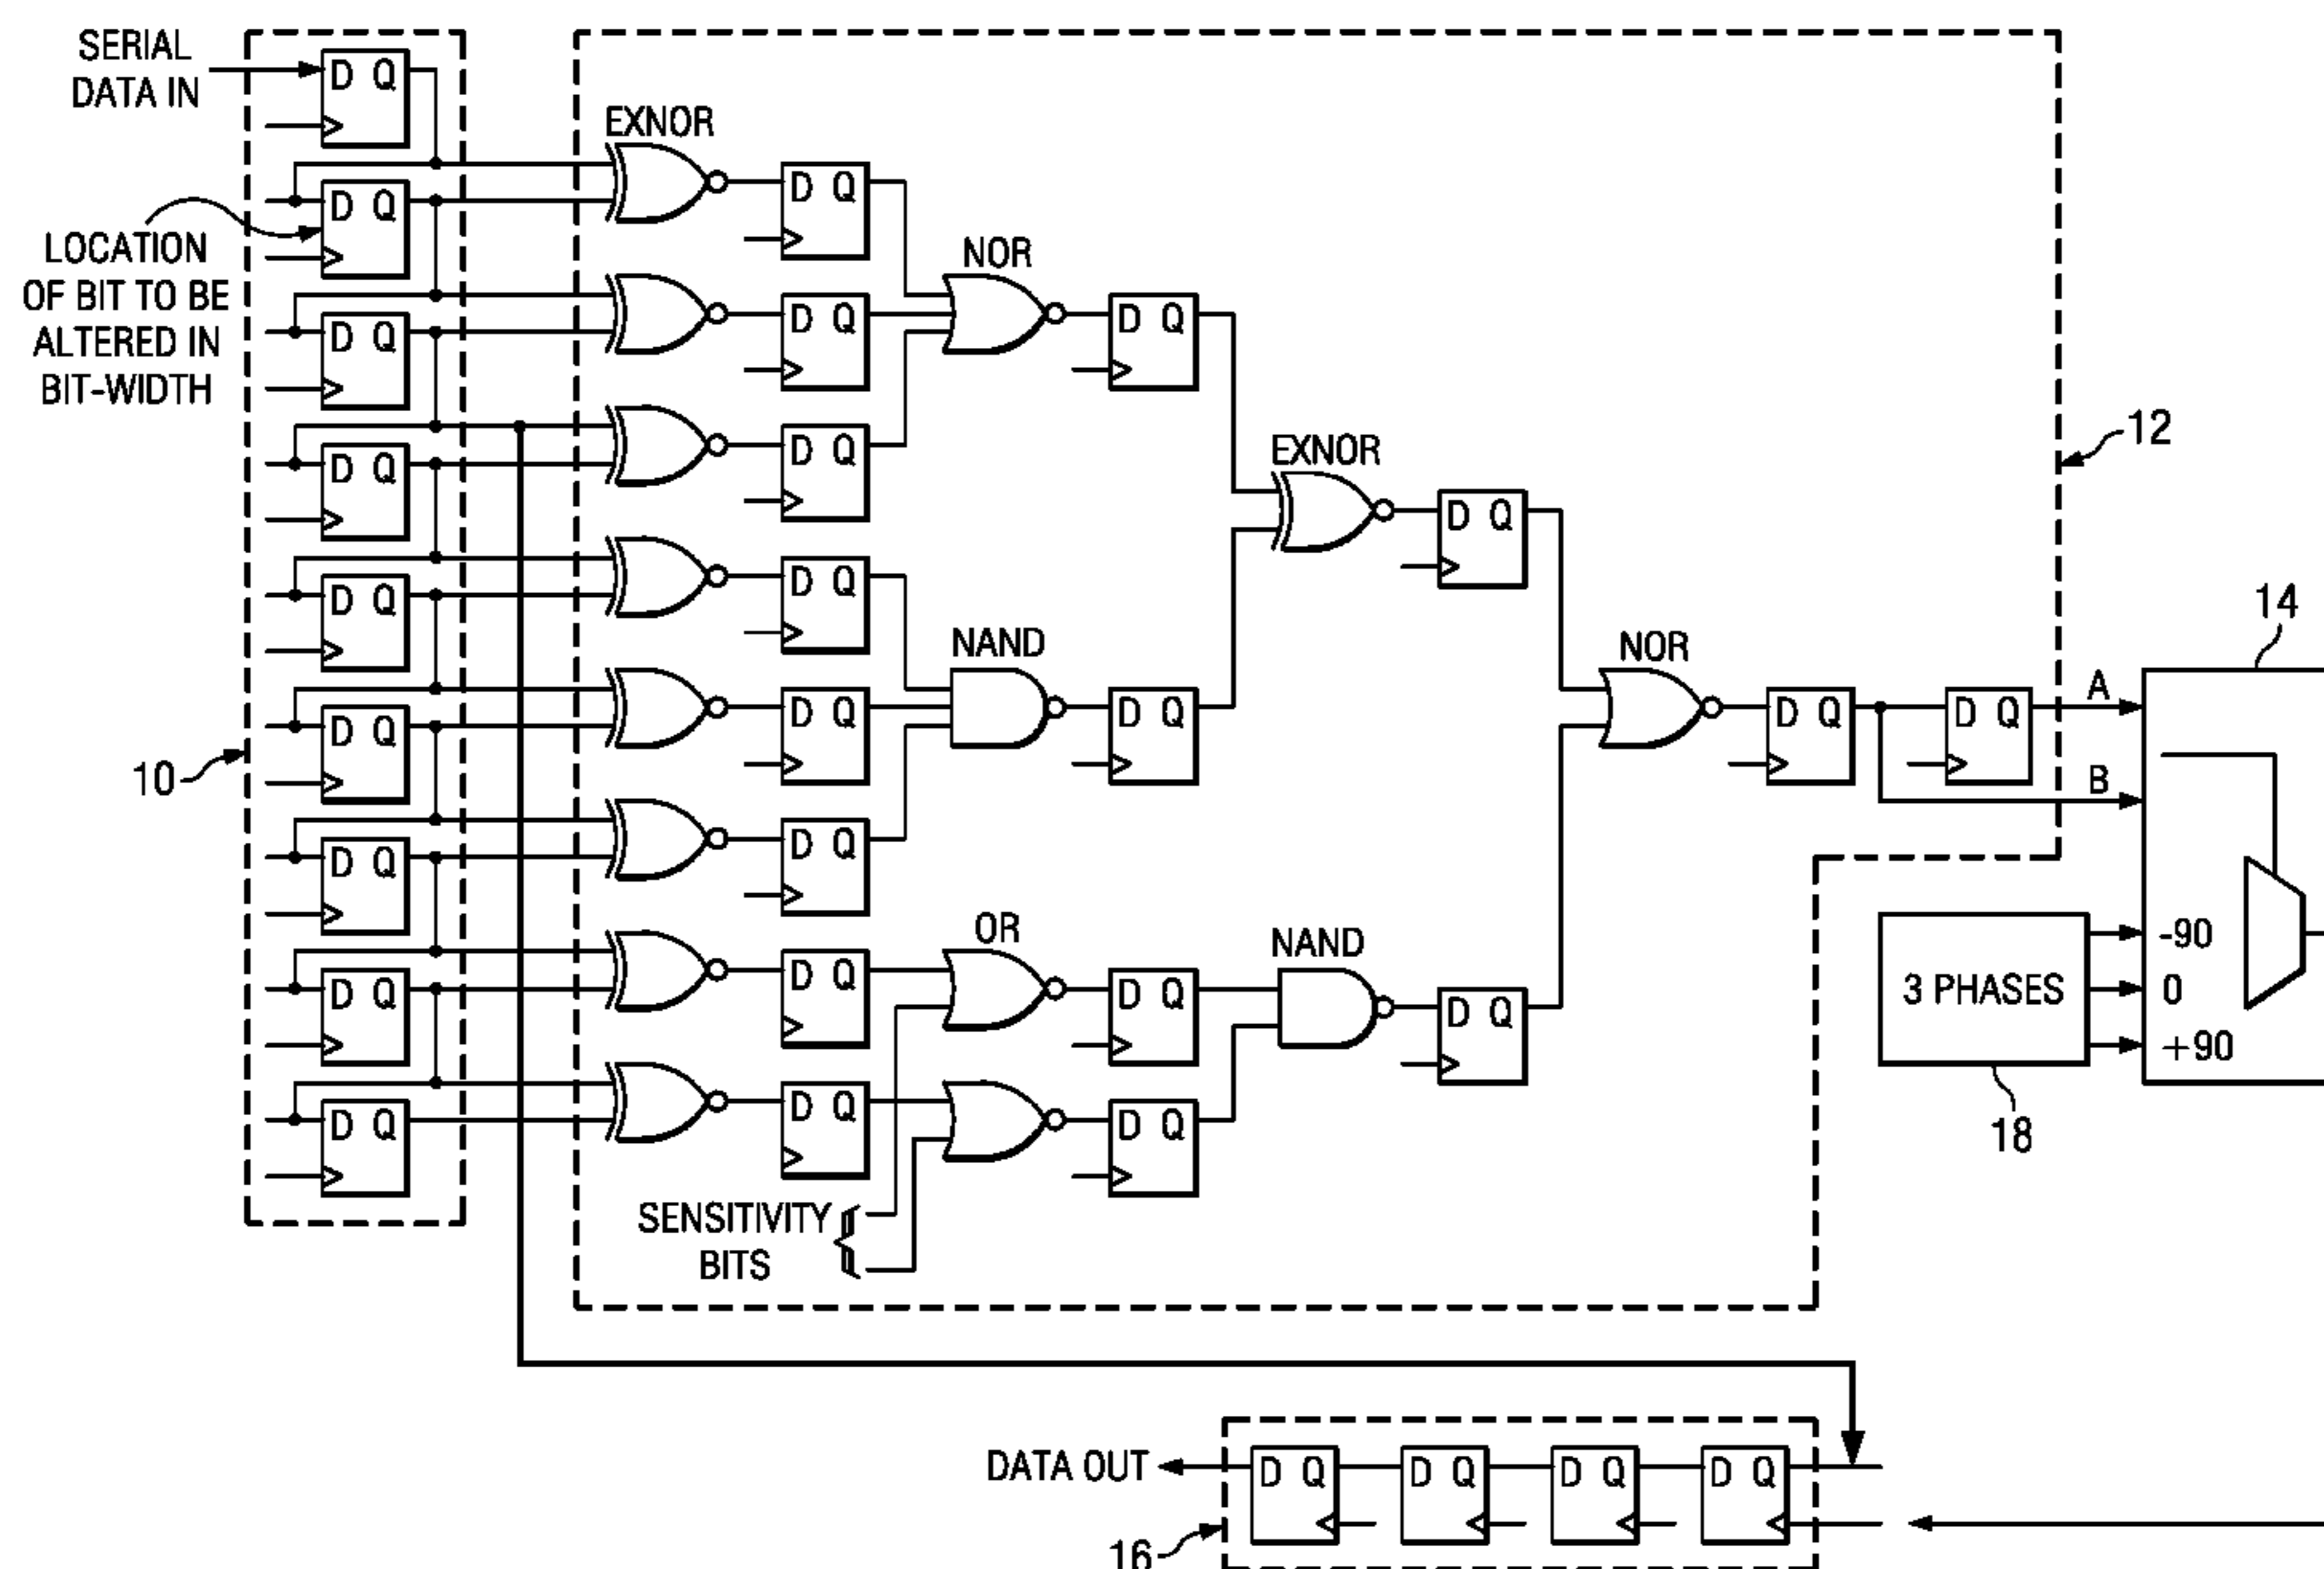 SERIAL
DATA IN
D Q
EXNOR
D Q
D Q
LOCATION
OF BIT TO BE
ALTERED IN
BIT-WIDTH
NOR
D Q
D Q
D Q
12
D Q
D Q
EXNOR
D Q
D Q
D Q
14
NAND
NOR
10
D Q
D Q
D Q
D Q
D Q
A
B
D Q
D Q
OR
NAND
3 PHASES
-90
0
+90
D Q
D Q
D Q
D Q
18
D Q
D Q
D Q
SENSITIVITY
BITS
DATA OUT
D Q
D Q
D Q
D Q
16